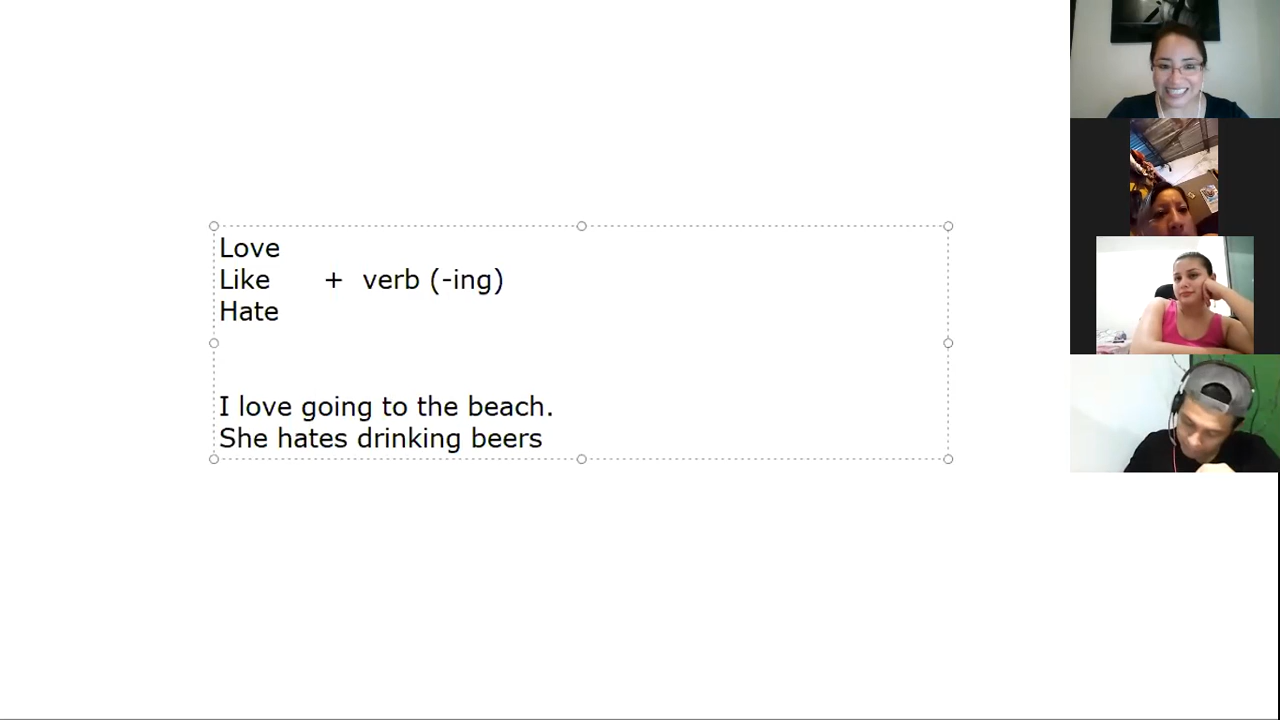 Love
Like + verb (-ing)
Hate
I love going to the beach.
She hates drinking beers